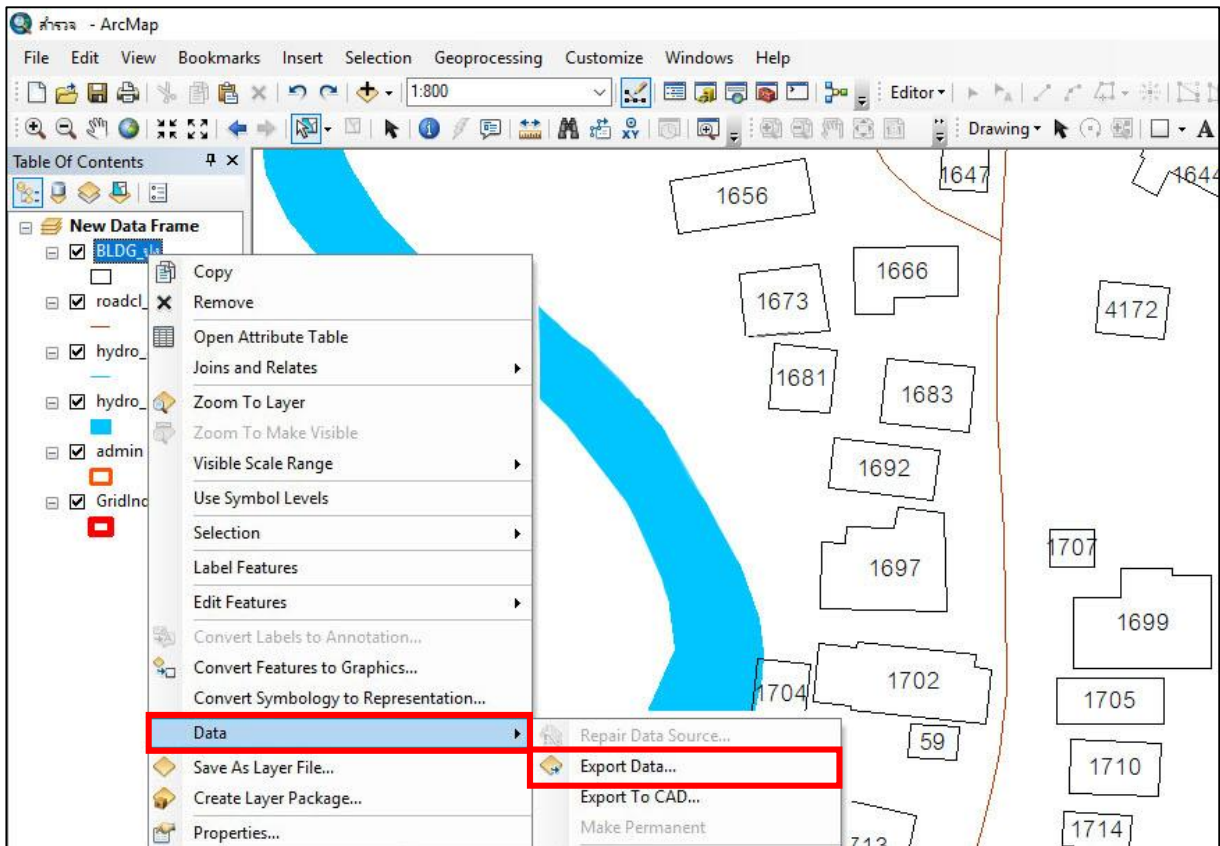 สำรวจ - ArcMap
File Edit View Bookmarks Insert Selection Geoprocessing Customize Windows Help
1:800
Editor
Drawing
A
Table Of Contents
New Data Frame
BLDG_
roadcl_
hydro_
hydro_
admin
GridInd
Copy
Remove
Open Attribute Table
Joins and Relates
Zoom To Layer
Zoom To Make Visible
Visible Scale Range
Use Symbol Levels
Selection
Label Features
Edit Features
Convert Labels to Annotation...
Convert Features to Graphics...
Convert Symbology to Representation...
Data
Save As Layer File...
Create Layer Package...
Properties...
Repair Data Source...
Export Data...
Export To CAD...
Make Permanent
1647
1644
1656
1666
1673
4172
1681
1683
1692
1707
1697
1699
1702
1704
1705
59
1710
1714